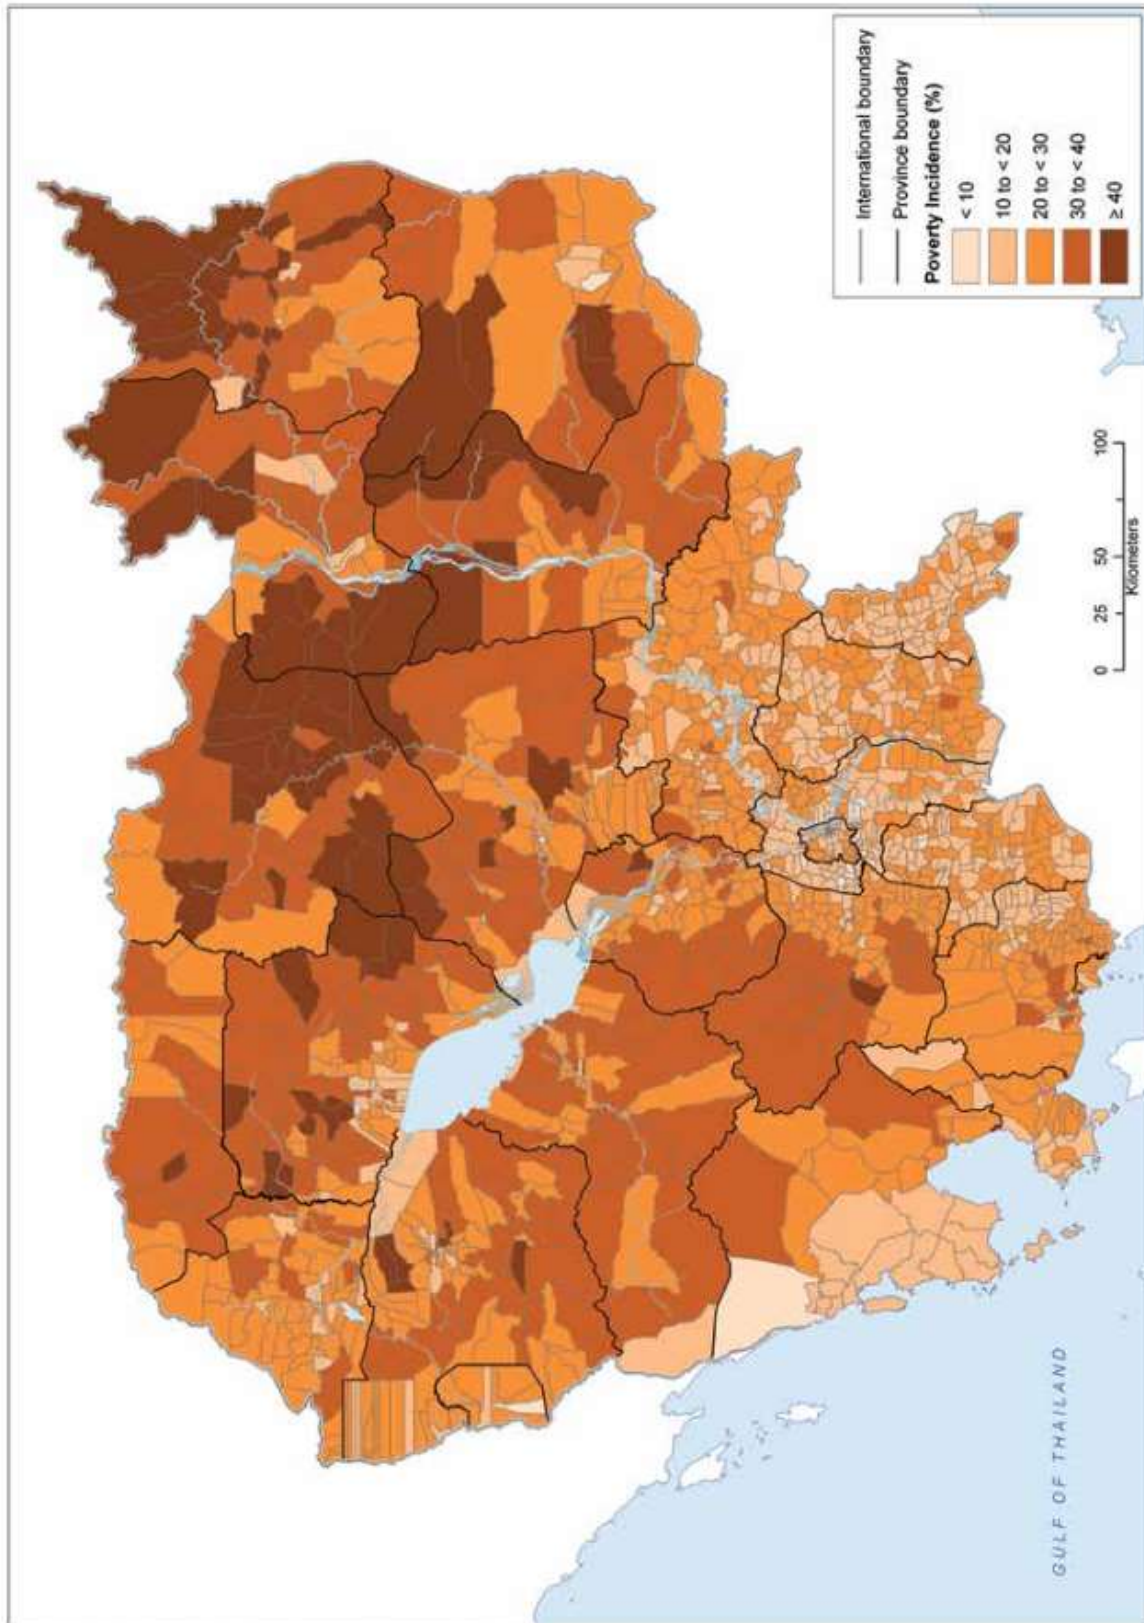 International boundary
Province boundary
Poverty Incidence (%)
< 10
10 to < 20
20 to < 30
30 to < 40
≥ 40
0 25 50 100
Kilometers
GULF OF THAILAND